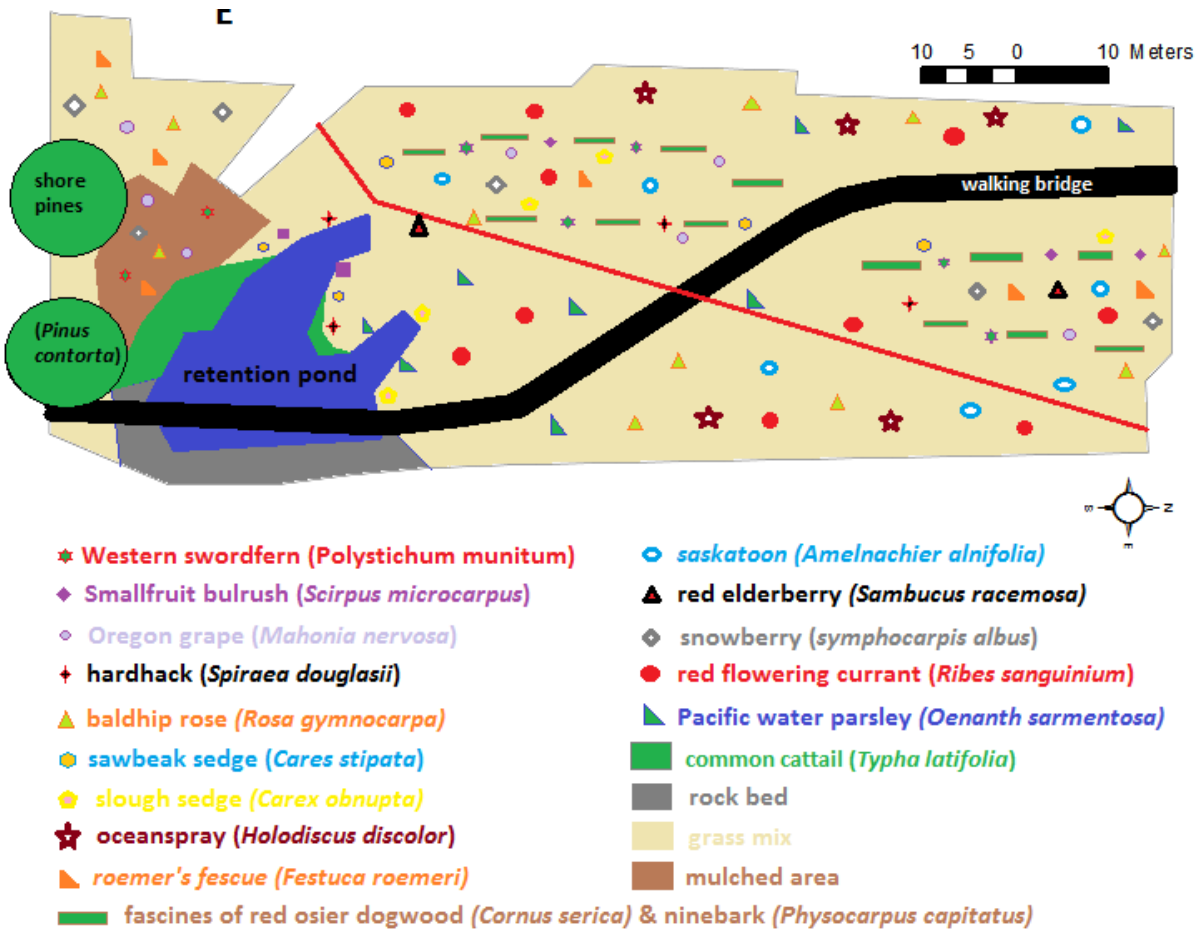 E
10 5 0 10 Meters
shore
pines
walking bridge
(Pinus
contorta)
retention pond
Western swordfern (Polystichum munitum)
Smallfruit bulrush (Scirpus microcarpus)
Oregon grape (Mahonia nervosa)
hardhack (Spiraea douglasii)
baldhip rose (Rosa gymnocarpa)
sawbeak sedge (Cares stipata)
slough sedge (Carex obnupta)
oceanspray (Holodiscus discolor)
roemer's fescue (Festuca roemeri)
fascines of red osier dogwood (Cornus serica) & ninebark (Physocarpus capitatus)
saskatoon (Amelnachier alnifolia)
red elderberry (Sambucus racemosa)
snowberry (symphocarpis albus)
red flowering currant (Ribes sanguinium)
Pacific water parsley (Oenanth sarmentosa)
common cattail (Typha latifolia)
rock bed
grass mix
mulched area
N